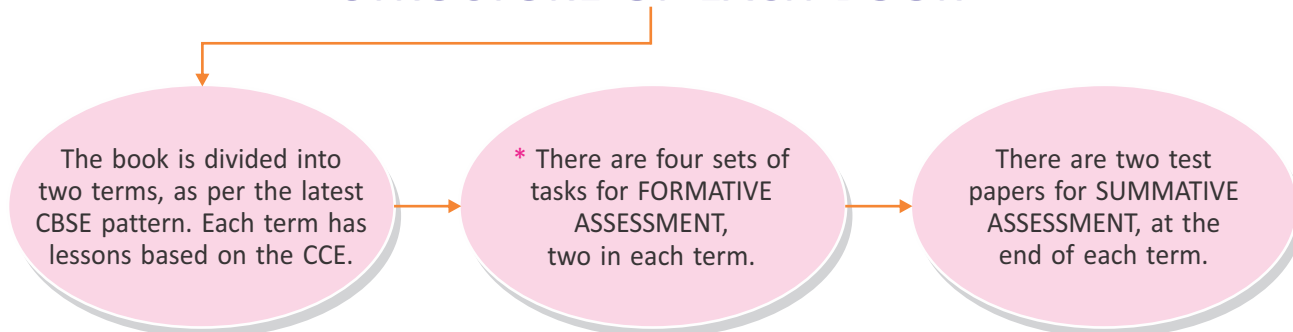 The book is divided into
two terms, as per the latest
CBSE pattern. Each term has
lessons based on the CCE.
* There are four sets of
tasks for FORMATIVE
ASSESSMENT,
two in each term.
There are two test
papers for SUMMATIVE
ASSESSMENT, at the
end of each term.